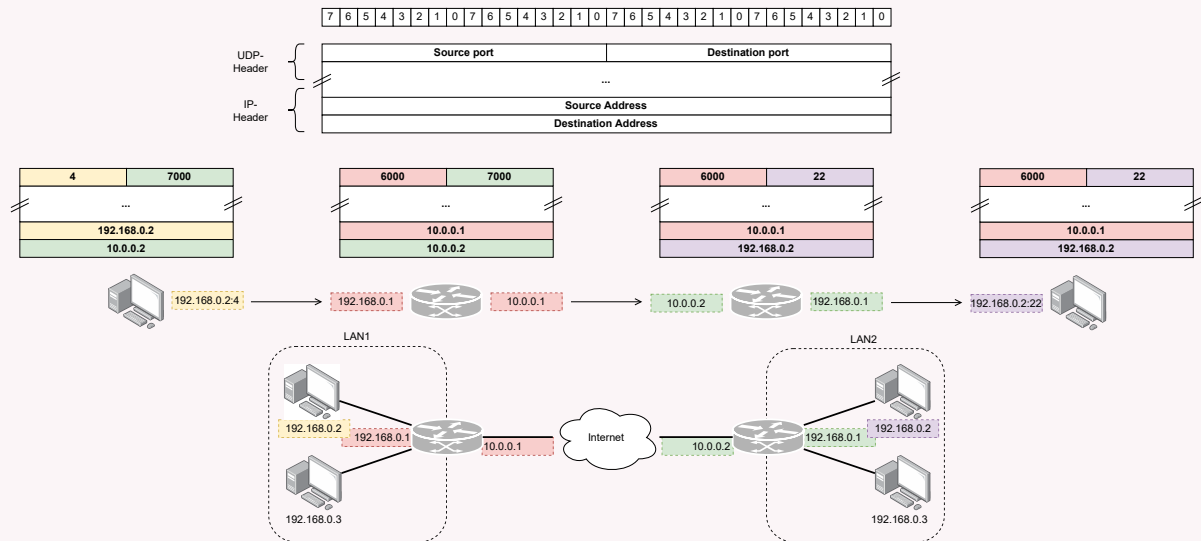 7 6 5 4 3 2 1 0 7 6 5 4 3 2 1 0 7 6 5 4 3 2 1 0 7 6 5 4 3 2 1 0
UDP-
Header
Source port Destination port
...
IP-
Header
Source Address
Destination Address
4 7000
...
192.168.0.2
10.0.0.2
6000 7000
...
10.0.0.1
10.0.0.2
6000 22
...
10.0.0.1
192.168.0.2
6000 22
...
10.0.0.1
192.168.0.2
192.168.0.2:4 192.168.0.1 10.0.0.1 10.0.0.2 192.168.0.1 192.168.0.2:22
LAN1
192.168.0.2
192.168.0.1
10.0.0.1
192.168.0.3
Internet
LAN2
10.0.0.2
192.168.0.1
192.168.0.2
192.168.0.3